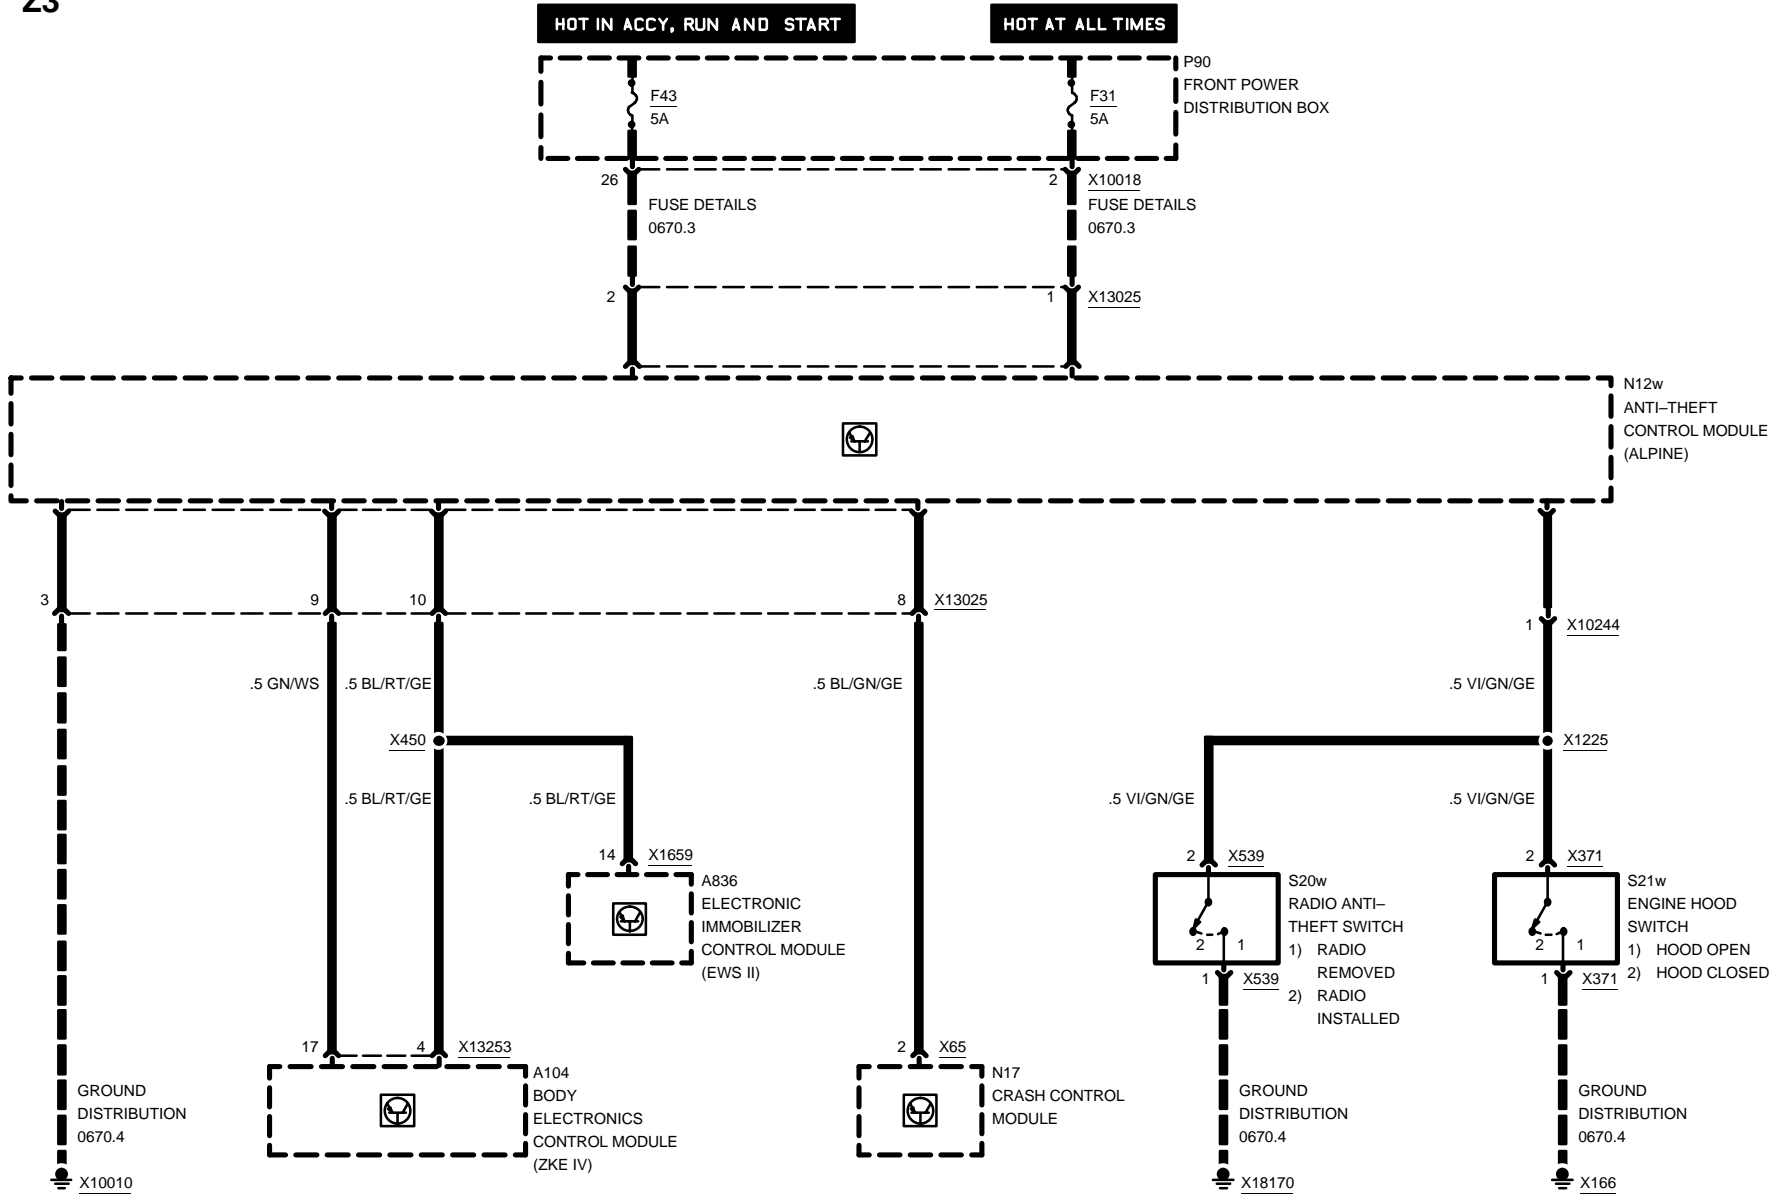 Z3
HOT IN ACCY, RUN AND START
HOT AT ALL TIMES
P90
FRONT POWER
DISTRIBUTION BOX
F43
5A
F31
5A
26
2
X10018
FUSE DETAILS
0670.3
FUSE DETAILS
0670.3
2
1
X13025
N12w
ANTI–THEFT
CONTROL MODULE
(ALPINE)
3
9
10
8
X13025
1
X10244
.5 GN/WS
.5 BL/RT/GE
.5 BL/GN/GE
.5 VI/GN/GE
X450
X1225
.5 BL/RT/GE
.5 BL/RT/GE
.5 VI/GN/GE
.5 VI/GN/GE
14
X1659
A836
ELECTRONIC
IMMOBILIZER
CONTROL MODULE
(EWS II)
2
X539
S20w
RADIO ANTI–
THEFT SWITCH
1) RADIO
REMOVED
2) RADIO
INSTALLED
2
1
1
X539
2
X371
S21w
ENGINE HOOD
SWITCH
1) HOOD OPEN
2) HOOD CLOSED
2
1
1
X371
17
4
X13253
A104
BODY
ELECTRONICS
CONTROL MODULE
(ZKE IV)
2
X65
N17
CRASH CONTROL
MODULE
GROUND
DISTRIBUTION
0670.4
X10010
GROUND
DISTRIBUTION
0670.4
X18170
GROUND
DISTRIBUTION
0670.4
X166